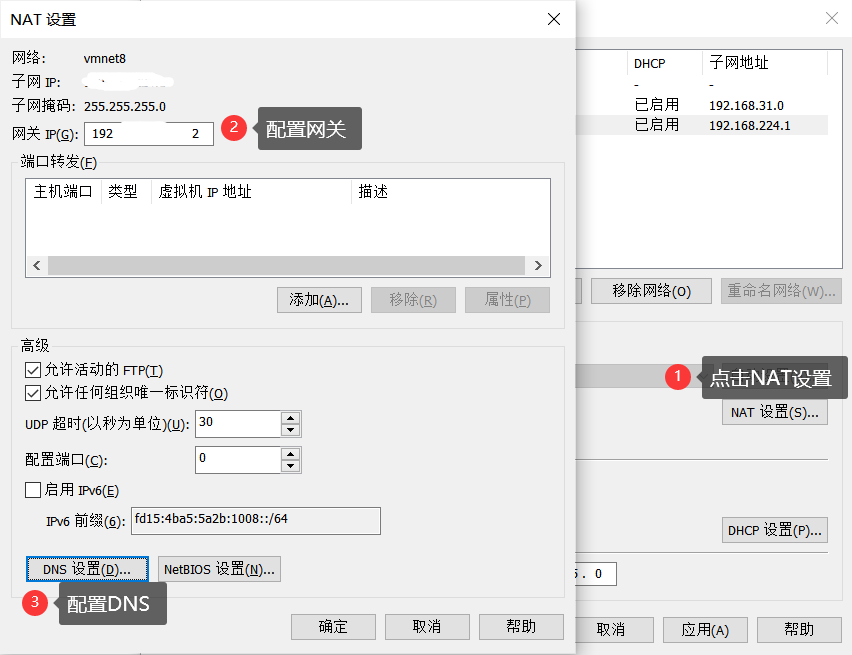 NAT 设置
网络: vmnet8
子网 IP:
子网掩码: 255.255.255.0
网关 IP(G): 192 2
2 配置网关
端口转发(F)
主机端口 类型 虚拟机 IP 地址 描述
添加(A)... 移除(R) 属性(P)
高级
允许活动的 FTP(T)
允许任何组织唯一标识符(O)
UDP 超时(以秒为单位)(U): 30
配置端口(C): 0
启用 IPv6(E)
IPv6 前缀(6): fd15:4ba5:5a2b:1008::/64
DNS 设置(D)... NetBIOS 设置(N)...
3 配置DNS
确定 取消 帮助
DHCP 子网地址
- -
已启用 192.168.31.0
已启用 192.168.224.1
移除网络(O) 重命名网络(W)...
1 点击NAT设置
NAT 设置(S)...
DHCP 设置(P)...
5 . 0
取消 应用(A) 帮助